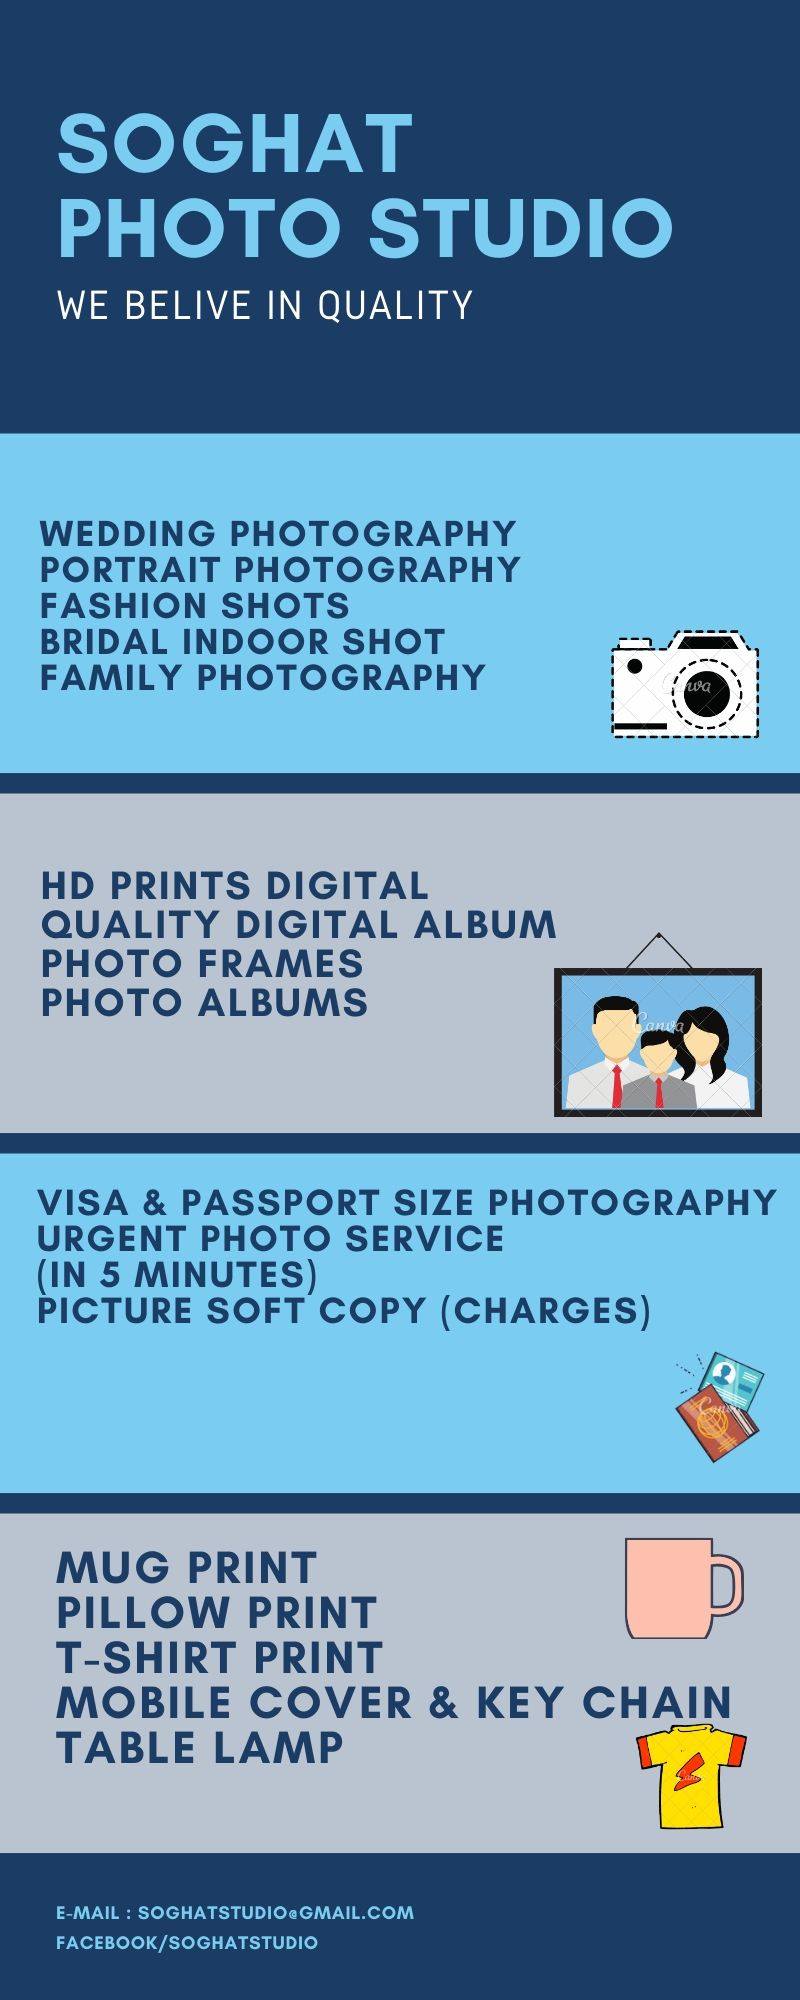 SOGHAT
PHOTO STUDIO
WE BELIVE IN QUALITY
WEDDING PHOTOGRAPHY
PORTRAIT PHOTOGRAPHY
FASHION SHOTS
BRIDAL INDOOR SHOT
FAMILY PHOTOGRAPHY
Canva
HD PRINTS DIGITAL
QUALITY DIGITAL ALBUM
PHOTO FRAMES
PHOTO ALBUMS
Canva
VISA & PASSPORT SIZE PHOTOGRAPHY
URGENT PHOTO SERVICE
(IN 5 MINUTES)
PICTURE SOFT COPY (CHARGES)
Canva
MUG PRINT
PILLOW PRINT
T-SHIRT PRINT
MOBILE COVER & KEY CHAIN
TABLE LAMP
E-MAIL : SOGHATSTUDIO@GMAIL.COM
FACEBOOK/SOGHATSTUDIO